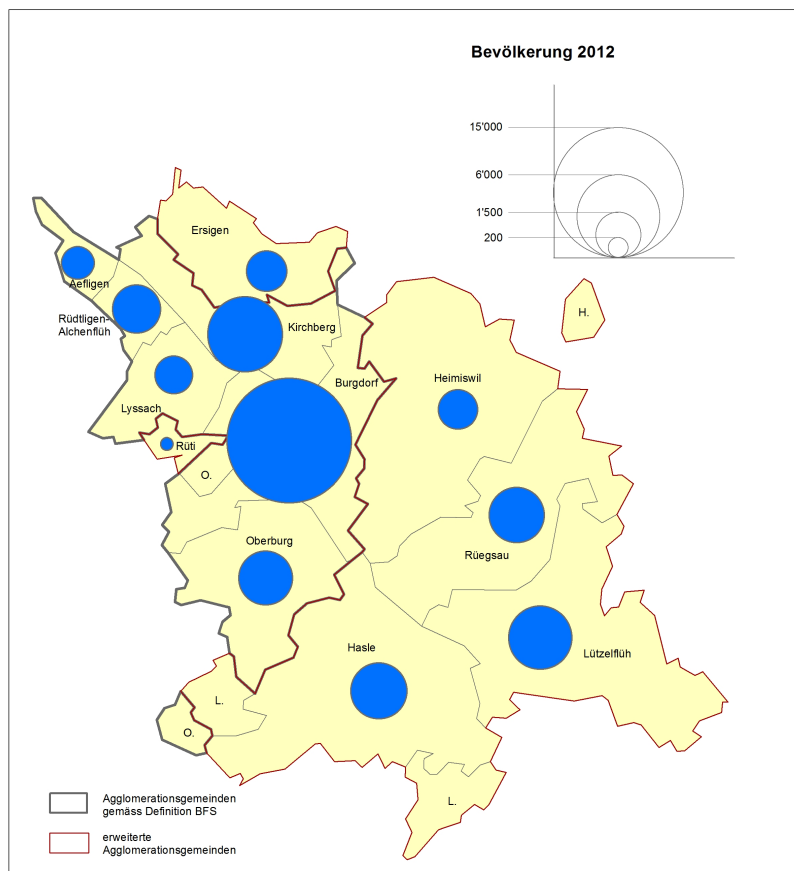 Bevölkerung 2012
15'000
6'000
1'500
200
Ersigen
H.
Aefligen
Rüdtligen-
Alchenflüh
Kirchberg
Burgdorf
Heimiswil
Lyssach
Rüti
O.
Oberburg
Rüegsau
Hasle
Lützelflüh
L.
O.
L.
Agglomerationsgemeinden
gemäss Definition BFS
erweiterte
Agglomerationsgemeinden